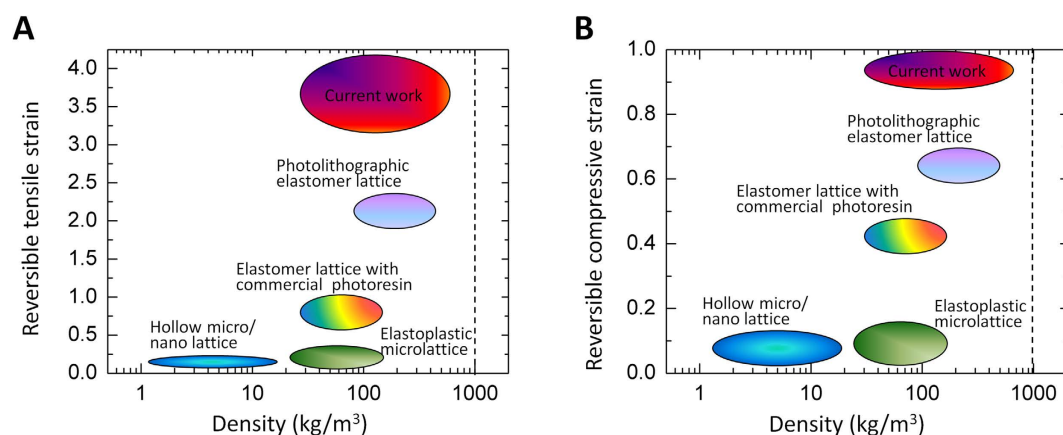 A
Reversible tensile strain
4.0
3.5
3.0
2.5
2.0
1.5
1.0
0.5
0.0
Current work
Photolithographic
elastomer lattice
Elastomer lattice with
commercial photoresin
Hollow micro/
nano lattice
Elastoplastic
microlattice
1
10
100
1000
Density (kg/m³)
B
Reversible compressive strain
1.0
0.8
0.6
0.4
0.2
0.0
Current work
Photolithographic
elastomer lattice
Elastomer lattice with
commercial photoresin
Hollow micro/
nano lattice
Elastoplastic
microlattice
1
10
100
1000
Density (kg/m³)